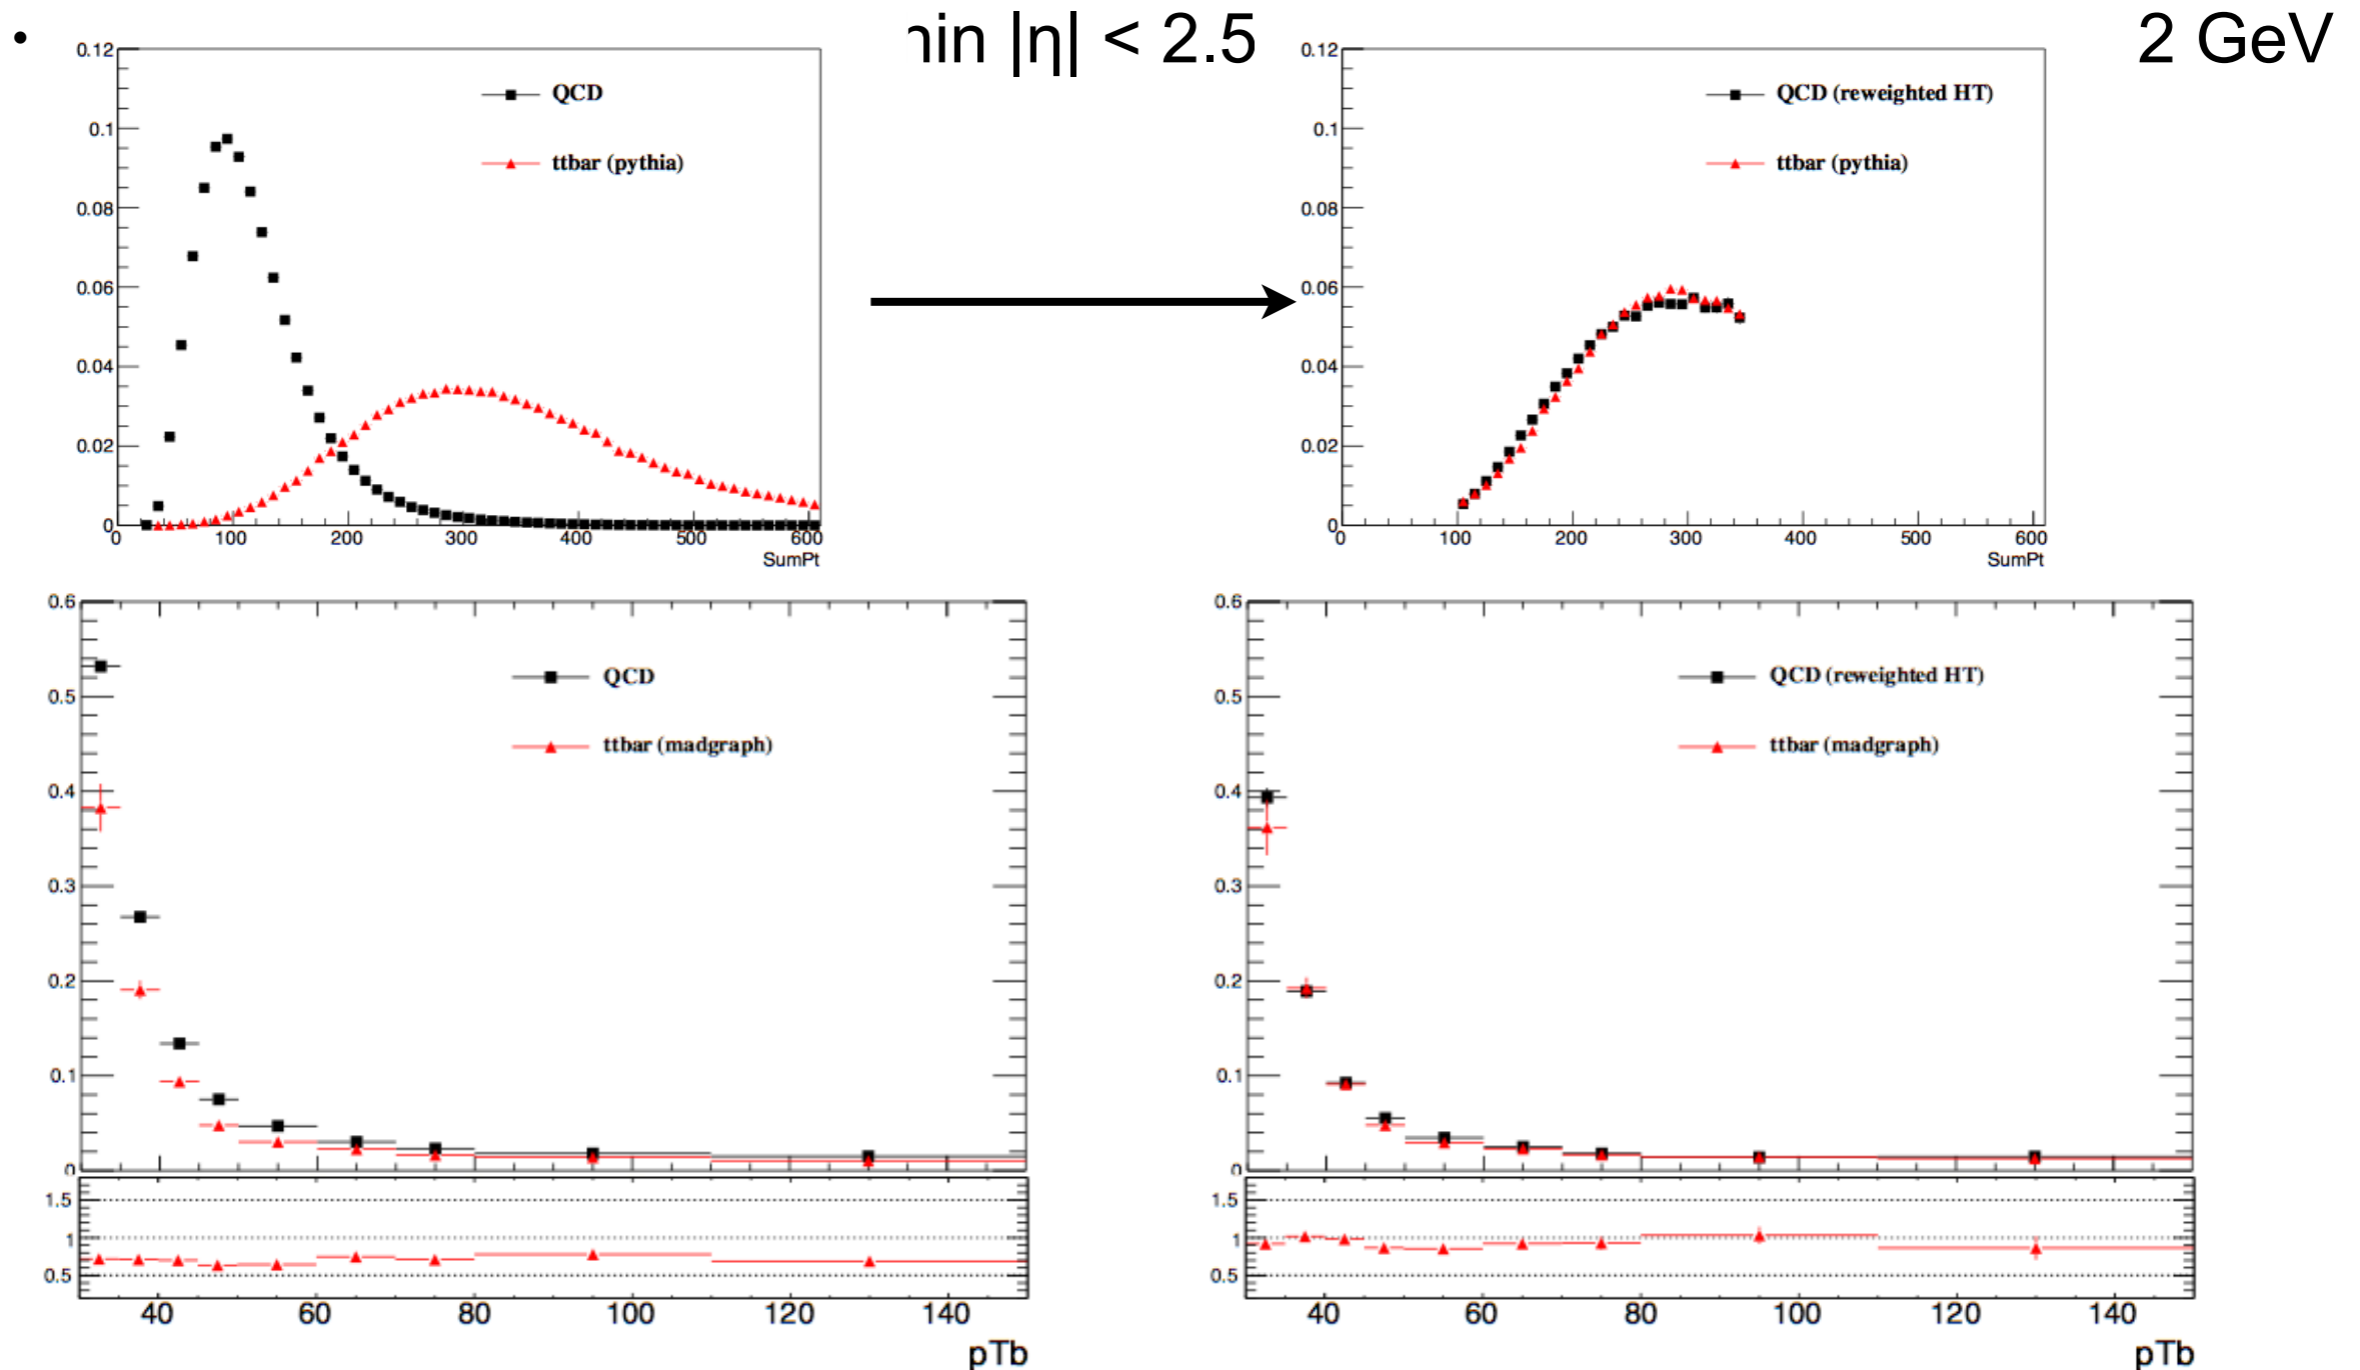 • |η| < 2.5 2 GeV
0.12
0.1
0.08
0.06
0.04
0.02
0
QCD
ttbar (pythia)
0 100 200 300 400 500 600
SumPt
0.12
0.1
0.08
0.06
0.04
0.02
0
QCD (reweighted HT)
ttbar (pythia)
0 100 200 300 400 500 600
SumPt
0.6
0.5
0.4
0.3
0.2
0.1
0
QCD
ttbar (madgraph)
1.5
1
0.5
40 60 80 100 120 140
pTb
0.6
0.5
0.4
0.3
0.2
0.1
0
QCD (reweighted HT)
ttbar (madgraph)
1.5
1
0.5
40 60 80 100 120 140
pTb